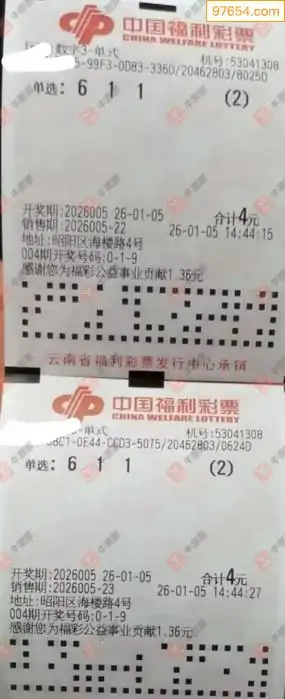 97654.com
中国福利彩票
CHINA WELFARE LOTTERY
数字3-单式
机号:53041308
5-99F3-0D83-3360/20462803/8025D
单选: 6 1 1 (2)
开奖期:2026005 26-01-05 合计4元
销售期:2026005-22 26-01-05 14:44:15
地址:昭阳区海楼路4号
004期开奖号码:0-1-9
感谢您为福彩公益事业贡献1.36元
云南省福利彩票发行中心承销
中国福利彩票
CHINA WELFARE LOTTERY
3-单式
机号:53041308
BC1-0E44-CCD3-5075/20462803/0624D
单选: 6 1 1 (2)
开奖期:2026005 26-01-05 合计4元
销售期:2026005-23 26-01-05 14:44:27
地址:昭阳区海楼路4号
004期开奖号码:0-1-9
感谢您为福彩公益事业贡献1.36元